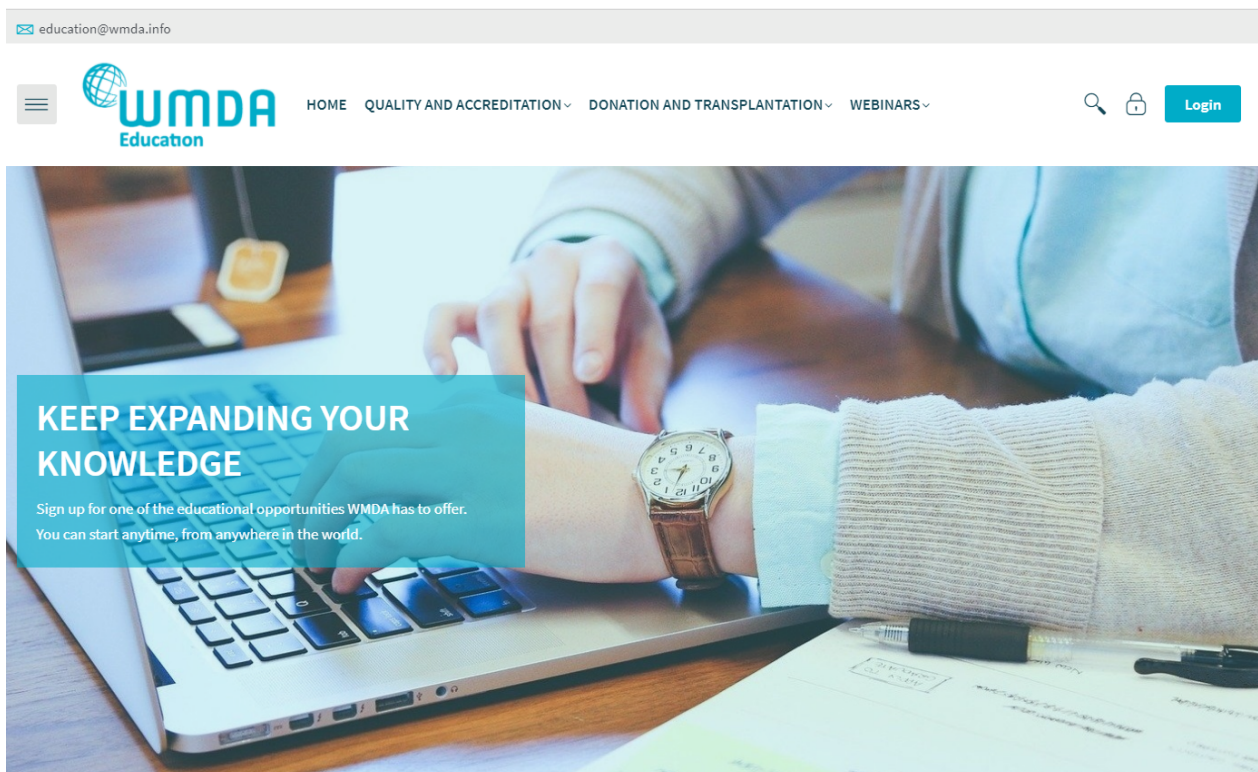 education@wmda.info
WMDA
Education
HOME QUALITY AND ACCREDITATION DONATION AND TRANSPLANTATION WEBINARS Login
KEEP EXPANDING YOUR
KNOWLEDGE
Sign up for one of the educational opportunities WMDA has to offer.
You can start anytime, from anywhere in the world.